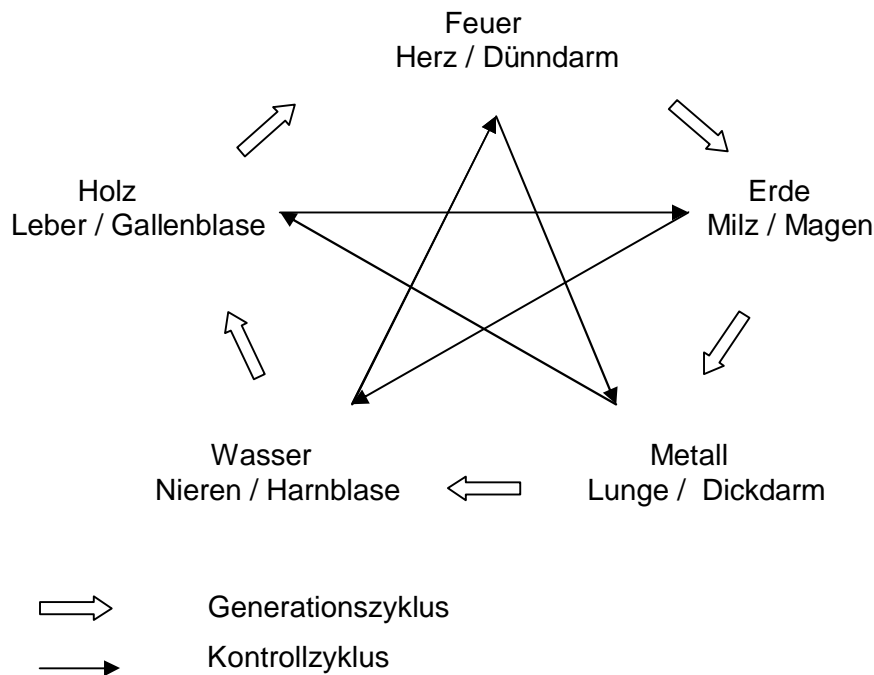 Feuer
Herz / Dünndarm
Holz
Leber / Gallenblase
Erde
Milz / Magen
Wasser
Nieren / Harnblase
Metall
Lunge / Dickdarm
Generationszyklus
Kontrollzyklus